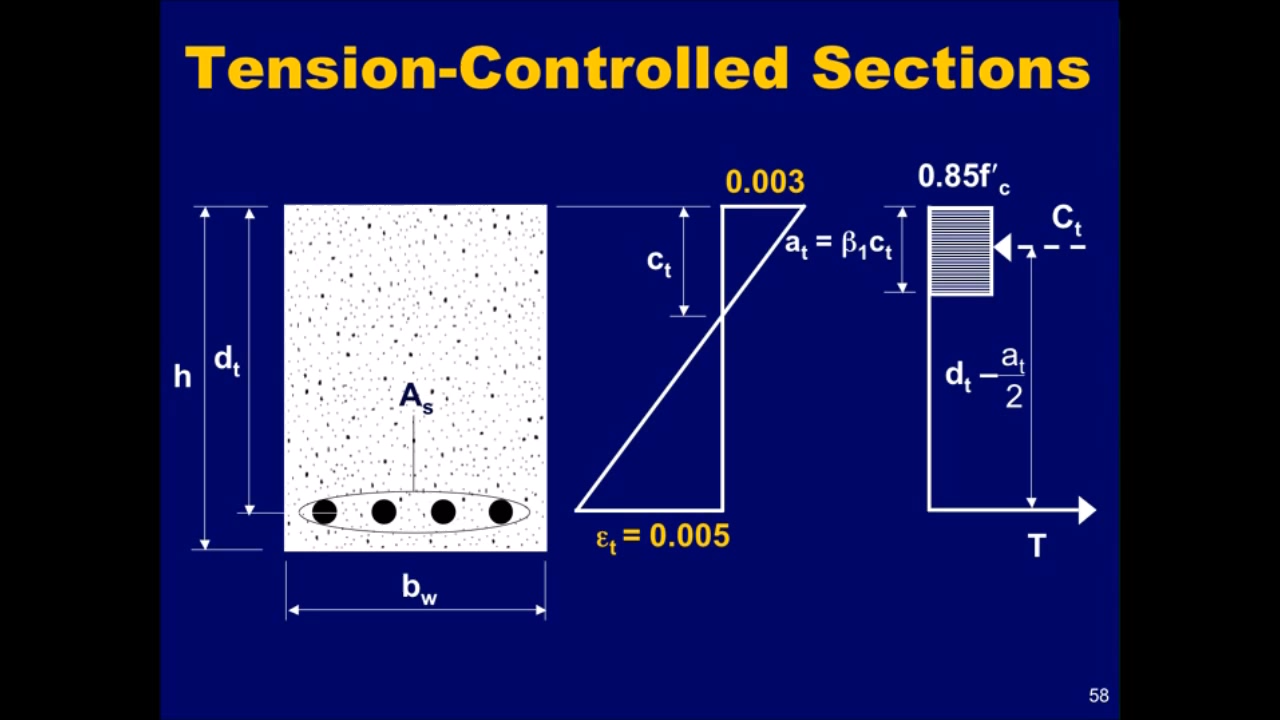 Tension-Controlled Sections
0.003
0.85f′c
Ct
at = β1ct
ct
h
dt
As
dt − at/2
εt = 0.005
T
bw
58